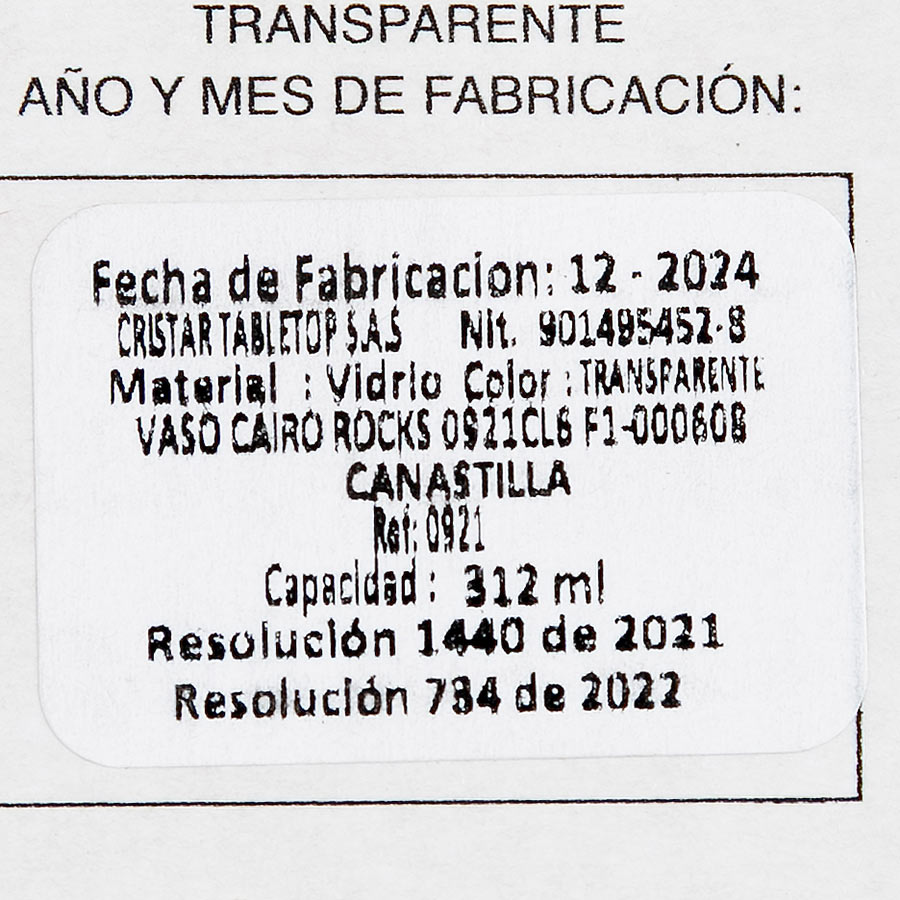 TRANSPARENTE
AÑO Y MES DE FABRICACIÓN:
Fecha de Fabricacion: 12 - 2024
CRISTAR TABLETOP S.A.S Nit. 901495452-8
Material : Vidrio Color : TRANSPARENTE
VASO CAIRO ROCKS 0921CL6 F1-000608
CANASTILLA
Ref: 0921
Capacidad : 312 ml
Resolución 1440 de 2021
Resolución 784 de 2022